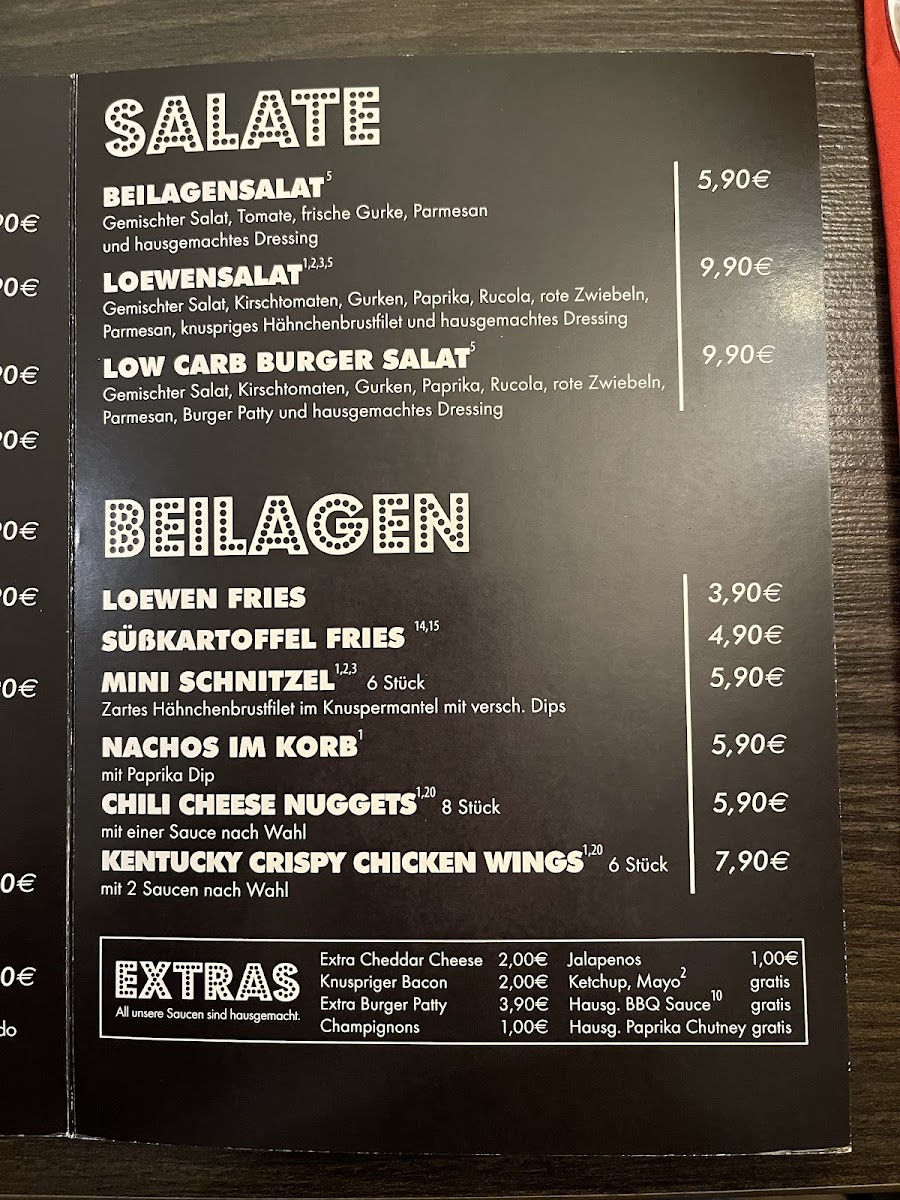 SALATE
BEILAGENSALAT5 5,90€
Gemischter Salat, Tomate, frische Gurke, Parmesan
und hausgemachtes Dressing
LOEWENSALAT1,2,3,5 9,90€
Gemischter Salat, Kirschtomaten, Gurken, Paprika, Rucola, rote Zwiebeln,
Parmesan, knuspriges Hähnchenbrustfilet und hausgemachtes Dressing
LOW CARB BURGER SALAT5 9,90€
Gemischter Salat, Kirschtomaten, Gurken, Paprika, Rucola, rote Zwiebeln,
Parmesan, Burger Patty und hausgemachtes Dressing
BEILAGEN
LOEWEN FRIES 3,90€
SÜßKARTOFFEL FRIES 14,15 4,90€
MINI SCHNITZEL1,2,3 6 Stück 5,90€
Zartes Hähnchenbrustfilet im Knuspermantel mit versch. Dips
NACHOS IM KORB1 5,90€
mit Paprika Dip
CHILI CHEESE NUGGETS1,20 8 Stück 5,90€
mit einer Sauce nach Wahl
KENTUCKY CRISPY CHICKEN WINGS1,20 6 Stück 7,90€
mit 2 Saucen nach Wahl
EXTRAS
All unsere Saucen sind hausgemacht.
Extra Cheddar Cheese 2,00€ Jalapenos 1,00€
Knuspriger Bacon 2,00€ Ketchup, Mayo2 gratis
Extra Burger Patty 3,90€ Hausg. BBQ Sauce10 gratis
Champignons 1,00€ Hausg. Paprika Chutney gratis